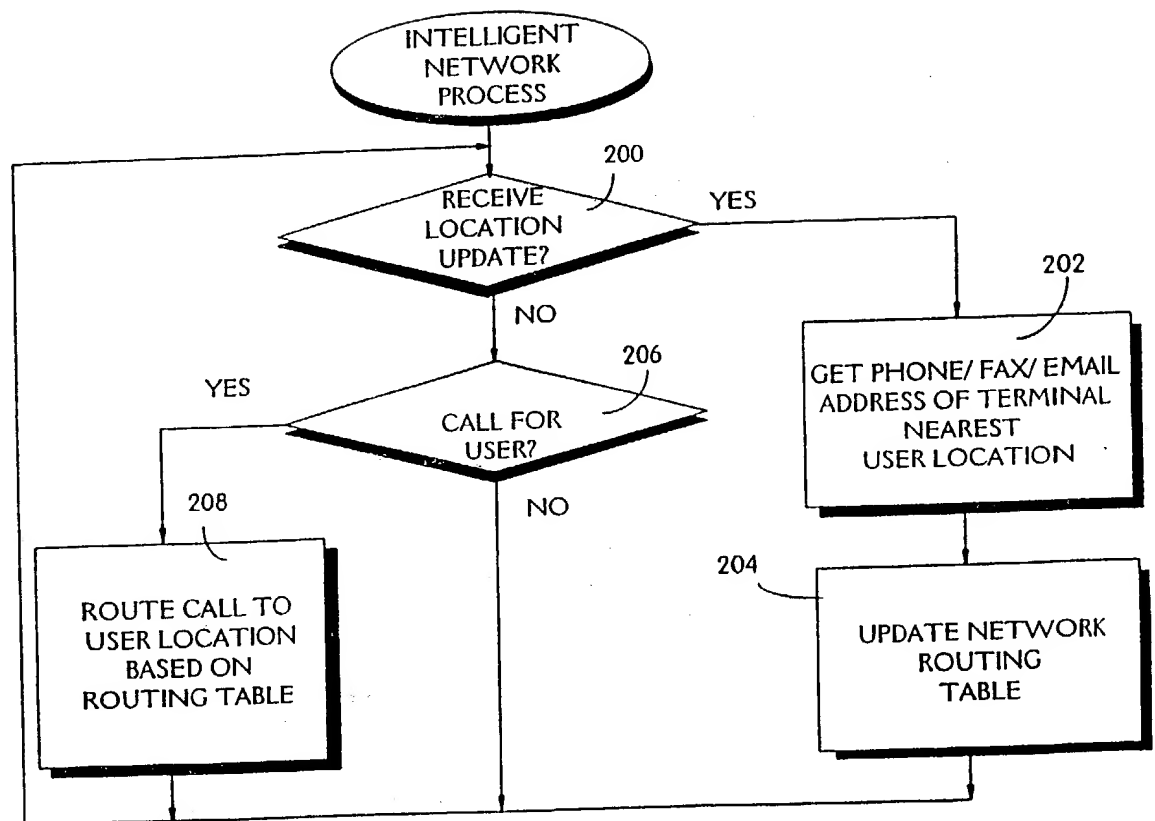 INTELLIGENT
NETWORK
PROCESS
200
RECEIVE
LOCATION
UPDATE?
YES
NO
202
GET PHONE/ FAX/ EMAIL
ADDRESS OF TERMINAL
NEAREST
USER LOCATION
206
YES
CALL FOR
USER?
NO
208
ROUTE CALL TO
USER LOCATION
BASED ON
ROUTING TABLE
204
UPDATE NETWORK
ROUTING
TABLE